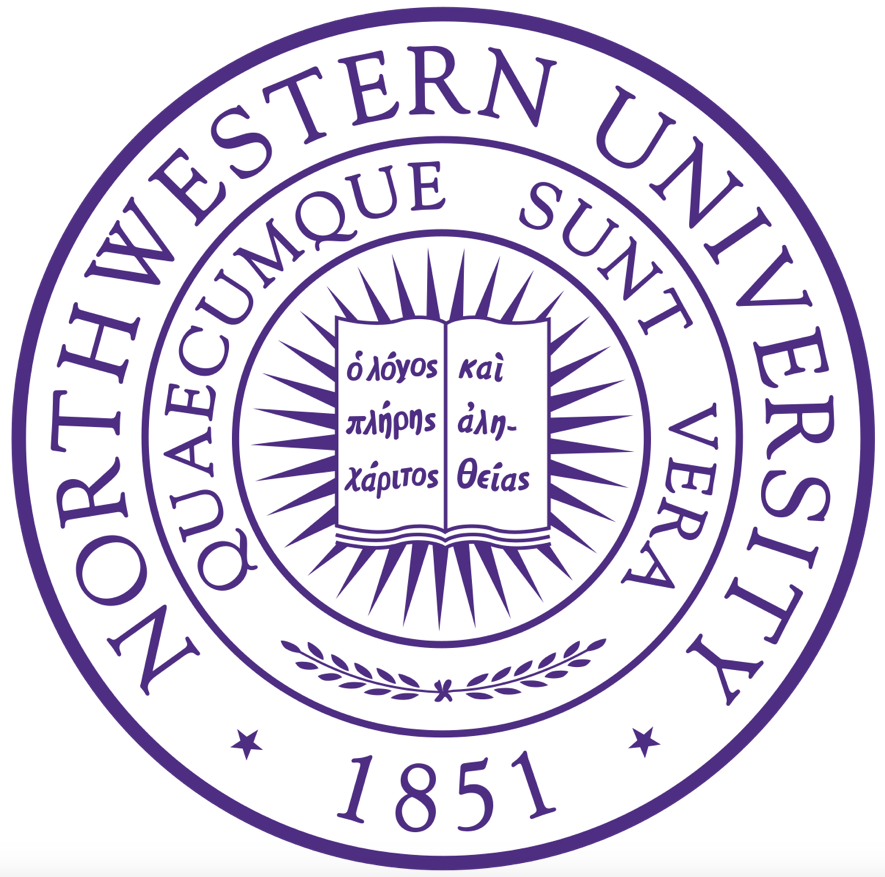 NORTHWESTERN UNIVERSITY
QUAECUMQUE SUNT VERA
ὁ λόγος
πλήρης
χάριτος
καὶ
ἀλη-
θείας
1851